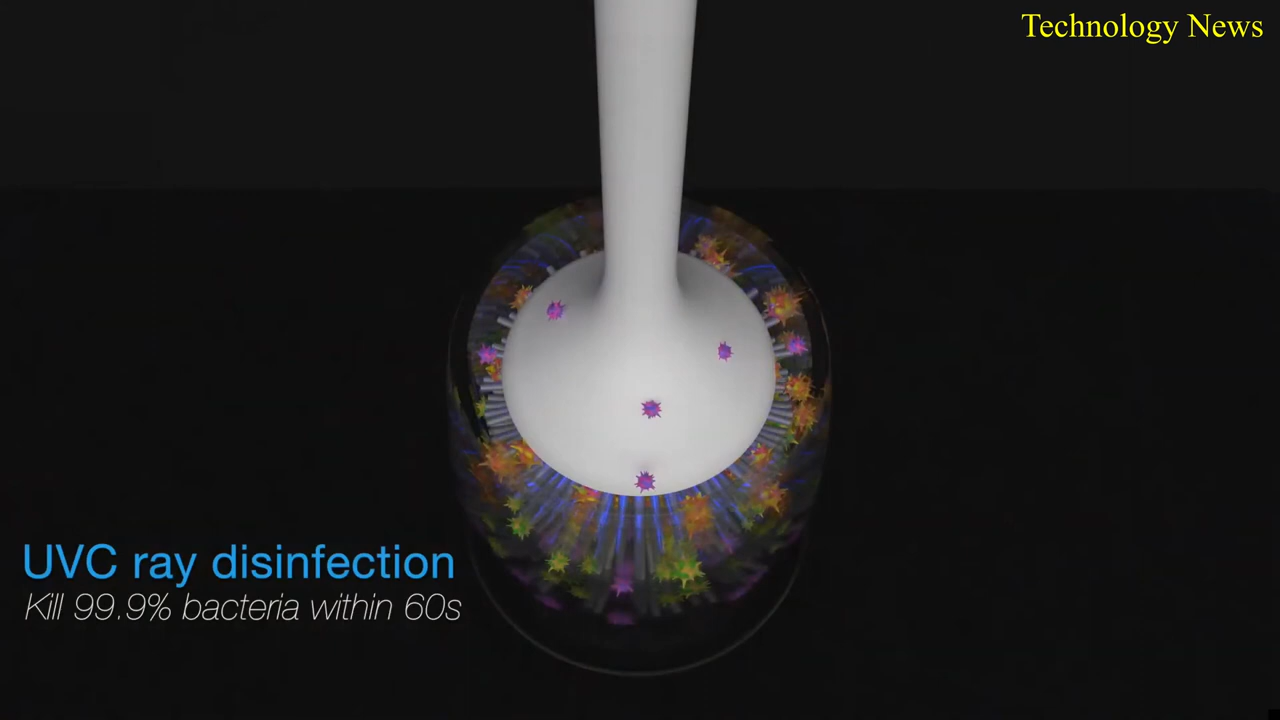 Technology News
UVC ray disinfection
Kill 99.9% bacteria within 60s